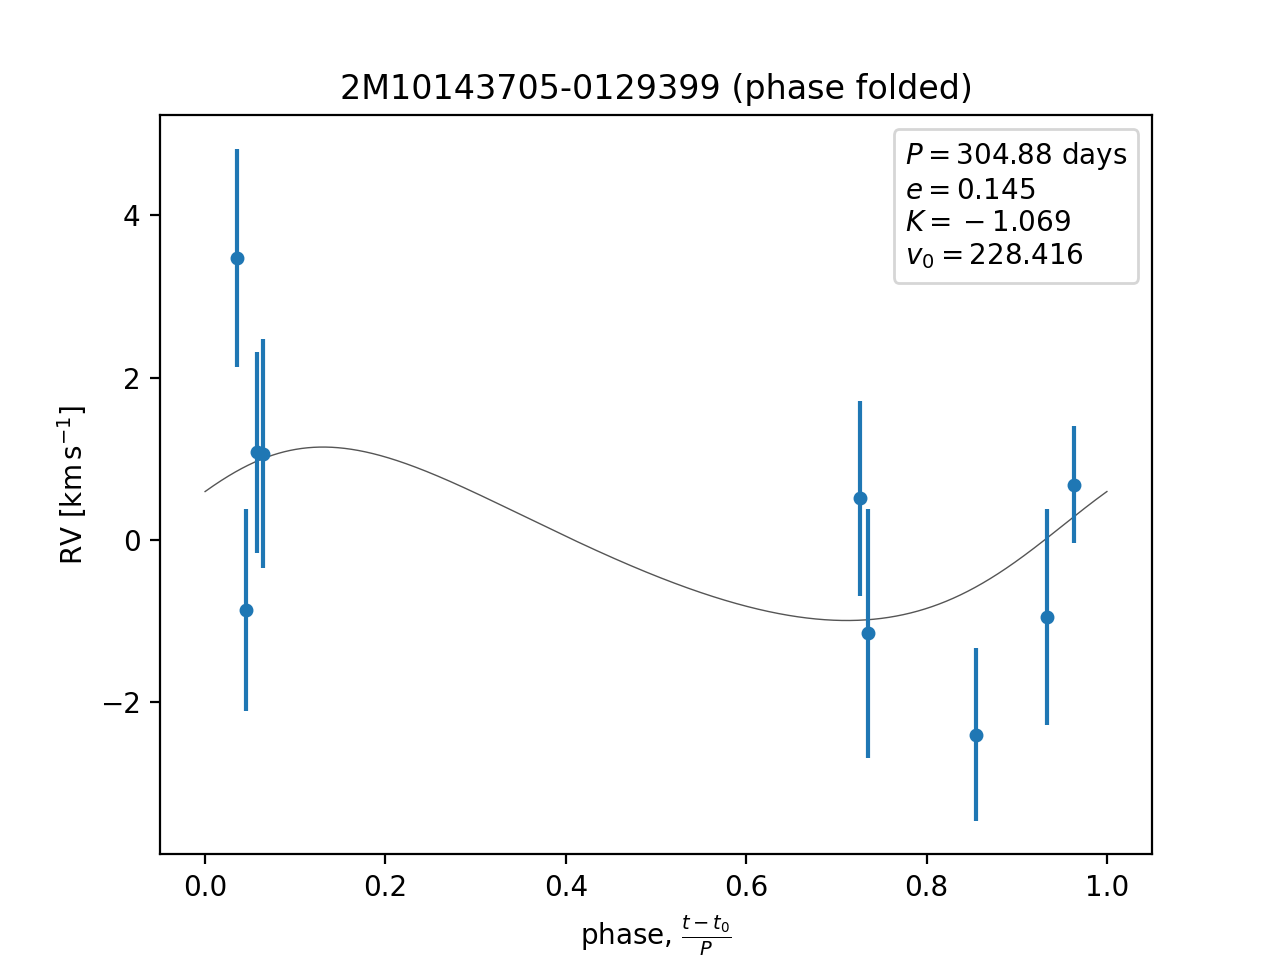 2M10143705-0129399 (phase folded)
P = 304.88 days
e = 0.145
K = −1.069
v₀ = 228.416
RV [km s⁻¹]
4
2
0
−2
0.0 0.2 0.4 0.6 0.8 1.0
phase, (t − t₀)/P